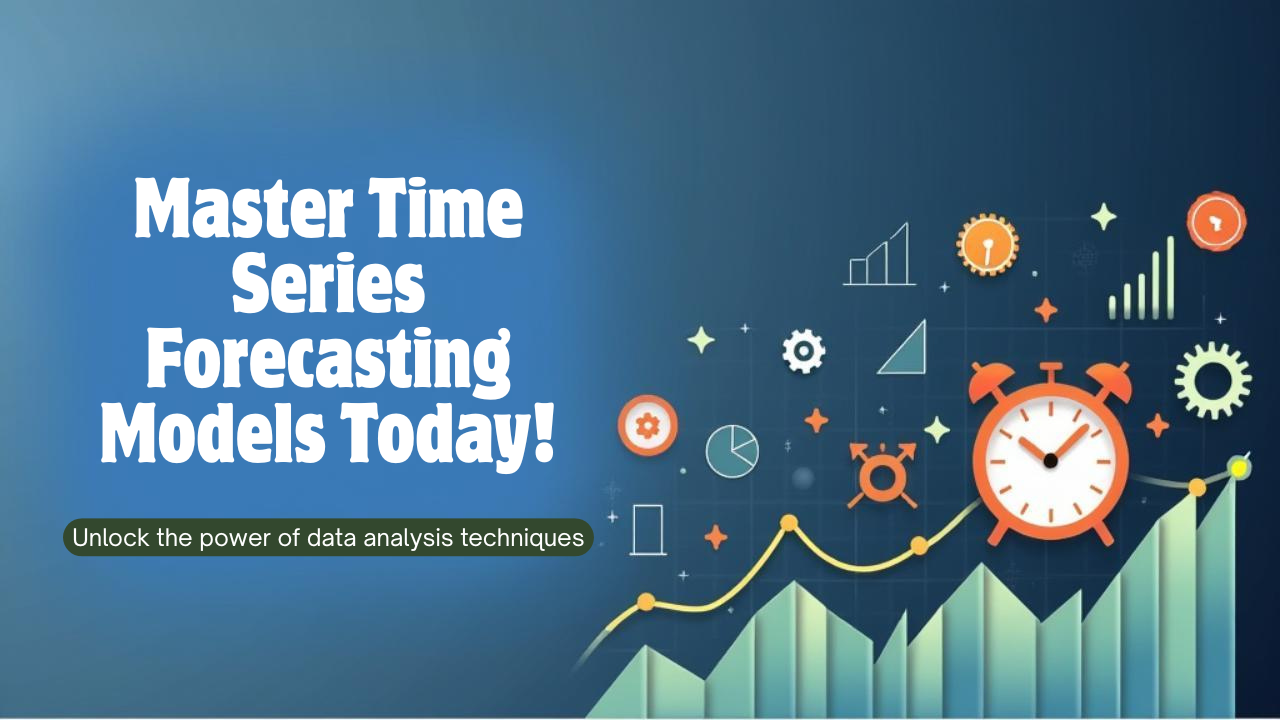 Master Time
Series
Forecasting
Models Today!
Unlock the power of data analysis techniques